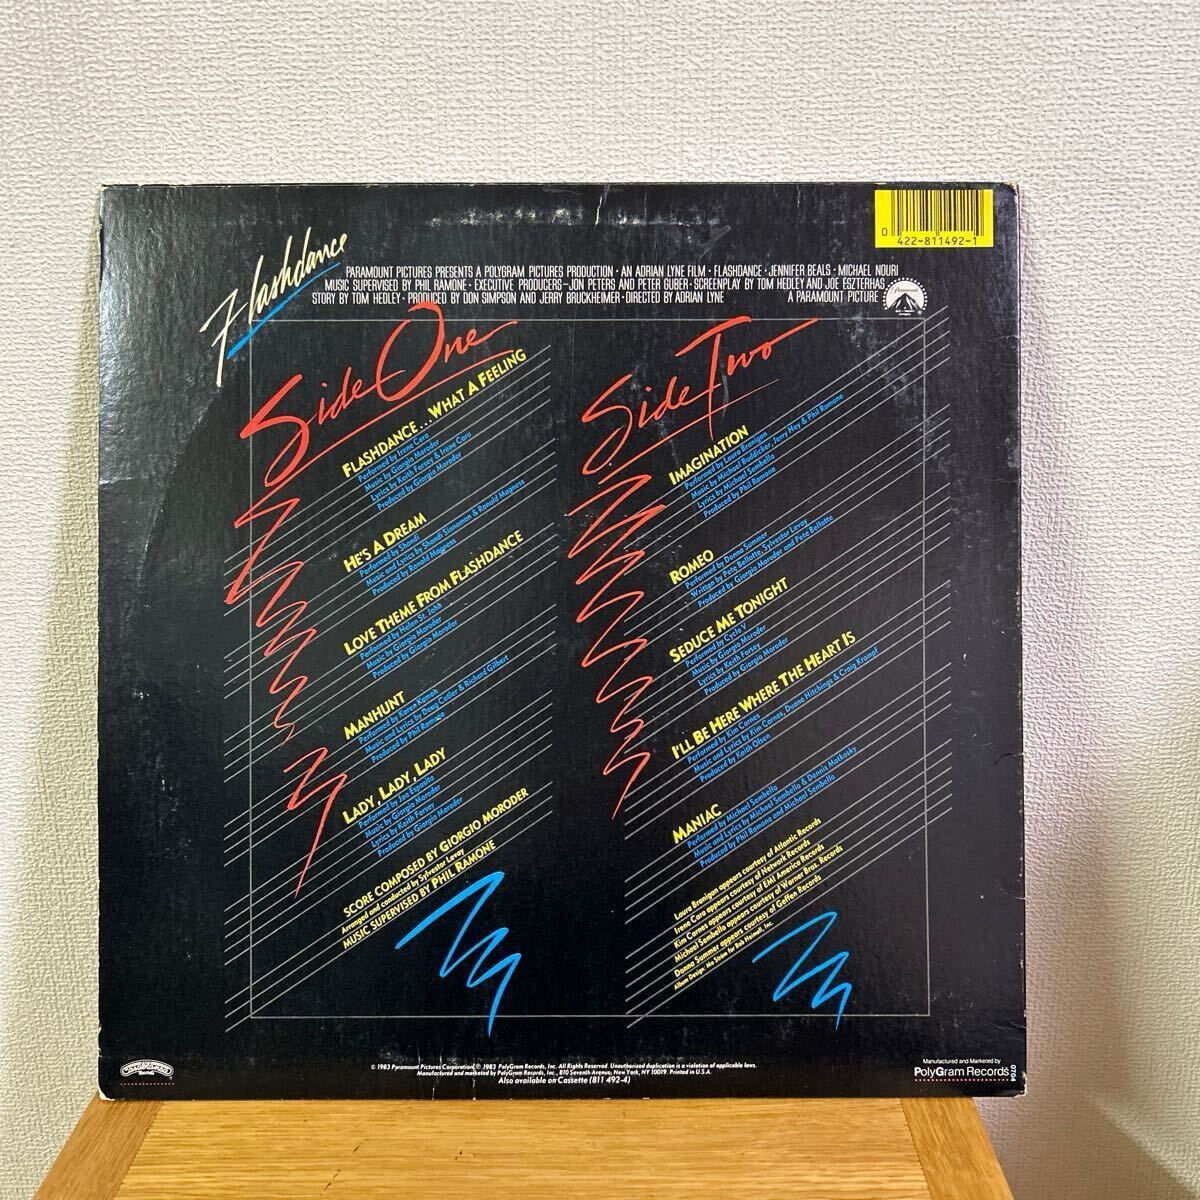 Flashdance
0
422-811492-1
PARAMOUNT PICTURES PRESENTS A POLYGRAM PICTURES PRODUCTION · AN ADRIAN LYNE FILM · FLASHDANCE · JENNIFER BEALS · MICHAEL NOURI
MUSIC SUPERVISED BY PHIL RAMONE · EXECUTIVE PRODUCERS—JON PETERS AND PETER GUBER · SCREENPLAY BY TOM HEDLEY AND JOE ESZTERHAS
STORY BY TOM HEDLEY · PRODUCED BY DON SIMPSON AND JERRY BRUCKHEIMER · DIRECTED BY ADRIAN LYNE
A PARAMOUNT PICTURE
Paramount
Side One
FLASHDANCE...WHAT A FEELING
Performed by Irene Cara
Music by Giorgio Moroder
Lyrics by Keith Forsey & Irene Cara
Produced by Giorgio Moroder
HE'S A DREAM
Performed by Shandi
Music and Lyrics by Shandi Sinnamon & Ronald Magness
Produced by Ronald Magness
LOVE THEME FROM FLASHDANCE
Performed by Helen St. John
Music by Giorgio Moroder
Produced by Giorgio Moroder
MANHUNT
Performed by Karen Kamon
Music and Lyrics by Doug Cotler & Richard Gilbert
Produced by Phil Ramone
LADY, LADY, LADY
Performed by Joe Esposito
Music by Giorgio Moroder
Lyrics by Keith Forsey
Produced by Giorgio Moroder
SCORE COMPOSED BY GIORGIO MORODER
Arranged and conducted by Sylvester Levay
MUSIC SUPERVISED BY PHIL RAMONE
Side Two
IMAGINATION
Performed by Laura Branigan
Music by Michael Boddicker, Jerry Hey & Phil Ramone
Lyrics by Michael Sembello
Produced by Phil Ramone
ROMEO
Performed by Donna Summer
Written by Pete Bellotte, Sylvester Levay
Produced by Giorgio Moroder and Pete Bellotte
SEDUCE ME TONIGHT
Performed by Cycle V
Music by Giorgio Moroder
Lyrics by Keith Forsey
Produced by Giorgio Moroder
I'LL BE HERE WHERE THE HEART IS
Performed by Kim Carnes
Music and Lyrics by Kim Carnes, Duane Hitchings & Craig Krampf
Produced by Keith Olsen
MANIAC
Performed by Michael Sembello
Music and Lyrics by Michael Sembello & Dennis Matkosky
Produced by Phil Ramone and Michael Sembello
Laura Branigan appears courtesy of Atlantic Records
Irene Cara appears courtesy of Network Records
Kim Carnes appears courtesy of EMI America Records
Michael Sembello appears courtesy of Warner Bros. Records
Donna Summer appears courtesy of Geffen Records
Casablanca
Records
© 1983 Paramount Pictures Corporation ℗ 1983 PolyGram Records, Inc. All Rights Reserved. Unauthorized duplication is a violation of applicable laws.
Manufactured and marketed by PolyGram Records, Inc., 810 Seventh Avenue, New York, NY 10019. Printed in U.S.A.
Also available on Cassette (811 492-4)
Manufactured and Marketed by
PolyGram Records
0704